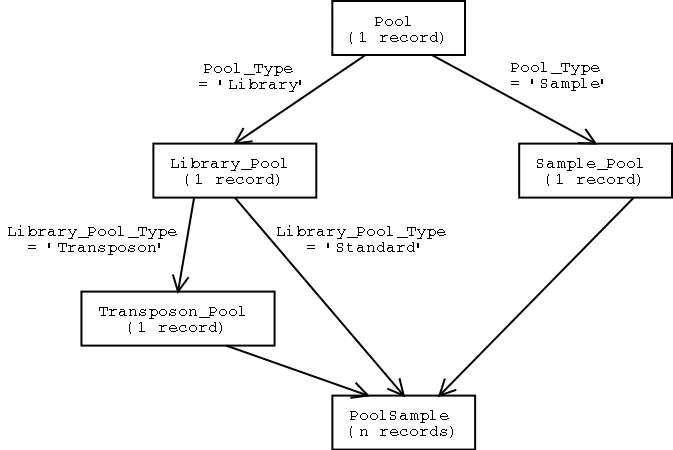 Pool
(1 record)
Pool_Type
= 'Library'
Pool_Type
= 'Sample'
Library_Pool
(1 record)
Sample_Pool
(1 record)
Library_Pool_Type
= 'Transposon'
Library_Pool_Type
= 'Standard'
Transposon_Pool
(1 record)
PoolSample
(n records)